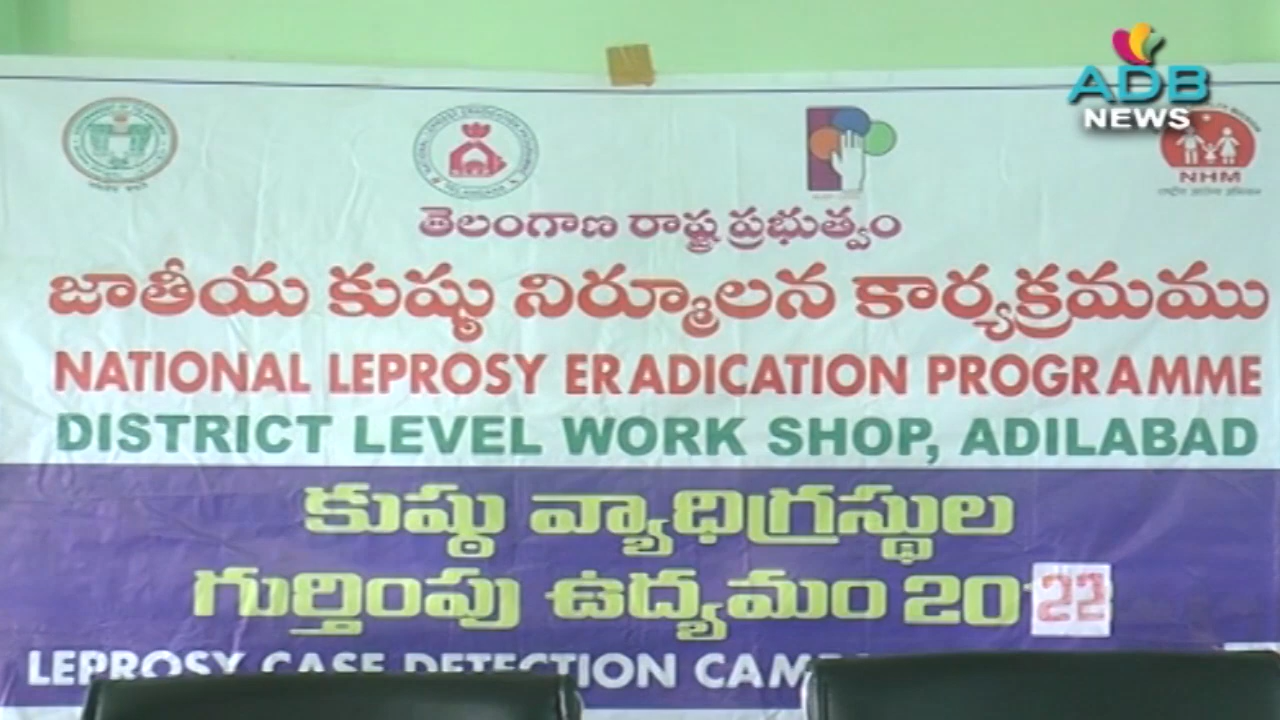 ADB
NEWS
NHM
తెలంగాణ రాష్ట్ర ప్రభుత్వం
జాతీయ కుష్ఠు నిర్మూలన కార్యక్రమము
NATIONAL LEPROSY ERADICATION PROGRAMME
DISTRICT LEVEL WORK SHOP, ADILABAD
కుష్ఠు వ్యాధిగ్రస్థుల
గుర్తింపు ఉద్యమం 2022
LEPROSY CASE DETECTION